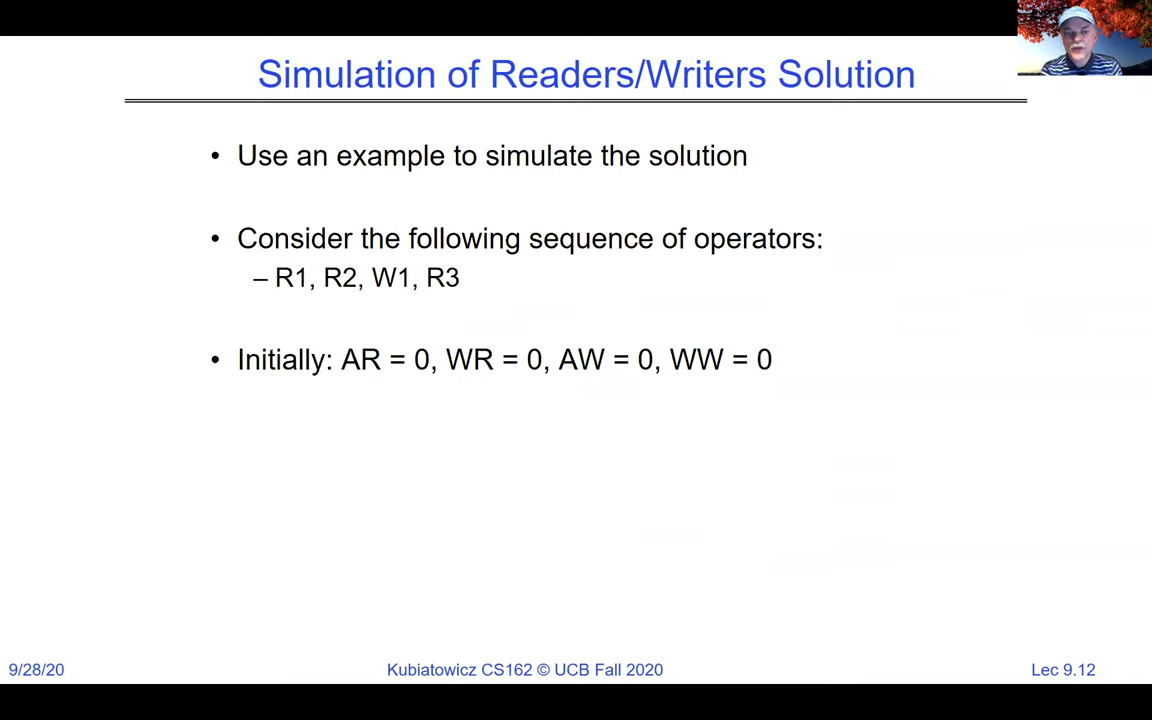 Simulation of Readers/Writers Solution
• Use an example to simulate the solution
• Consider the following sequence of operators:
– R1, R2, W1, R3
• Initially: AR = 0, WR = 0, AW = 0, WW = 0
9/28/20 Kubiatowicz CS162 © UCB Fall 2020 Lec 9.12